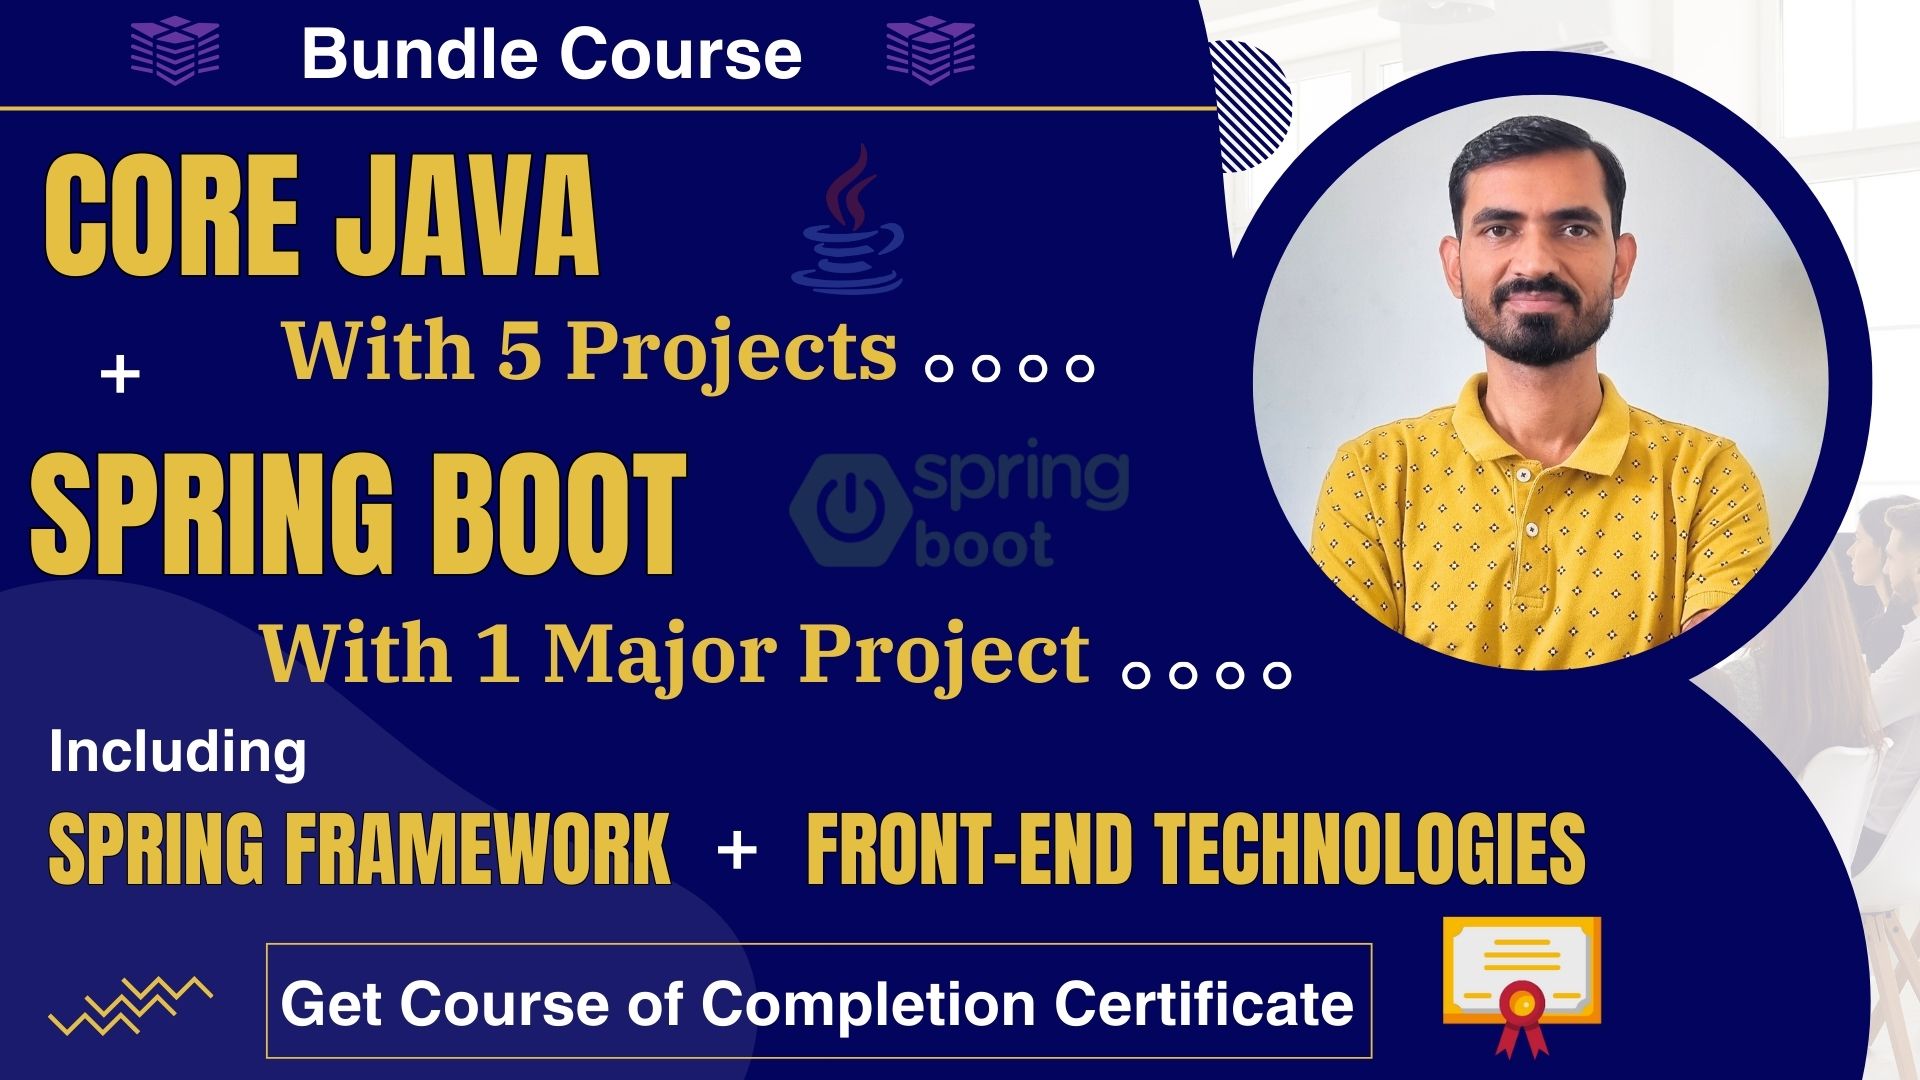 Bundle Course
CORE JAVA
With 5 Projects
+
SPRING BOOT
spring
boot
With 1 Major Project
Including
SPRING FRAMEWORK + FRONT-END TECHNOLOGIES
Get Course of Completion Certificate